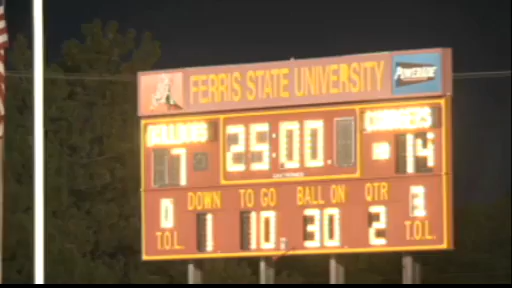 FERRIS STATE UNIVERSITY POWERADE
BULLDOGS 25:00 CHARGERS
7 14
DOWN TO GO BALL ON QTR
0 1 10 30 2 3
T.O.L. T.O.L.